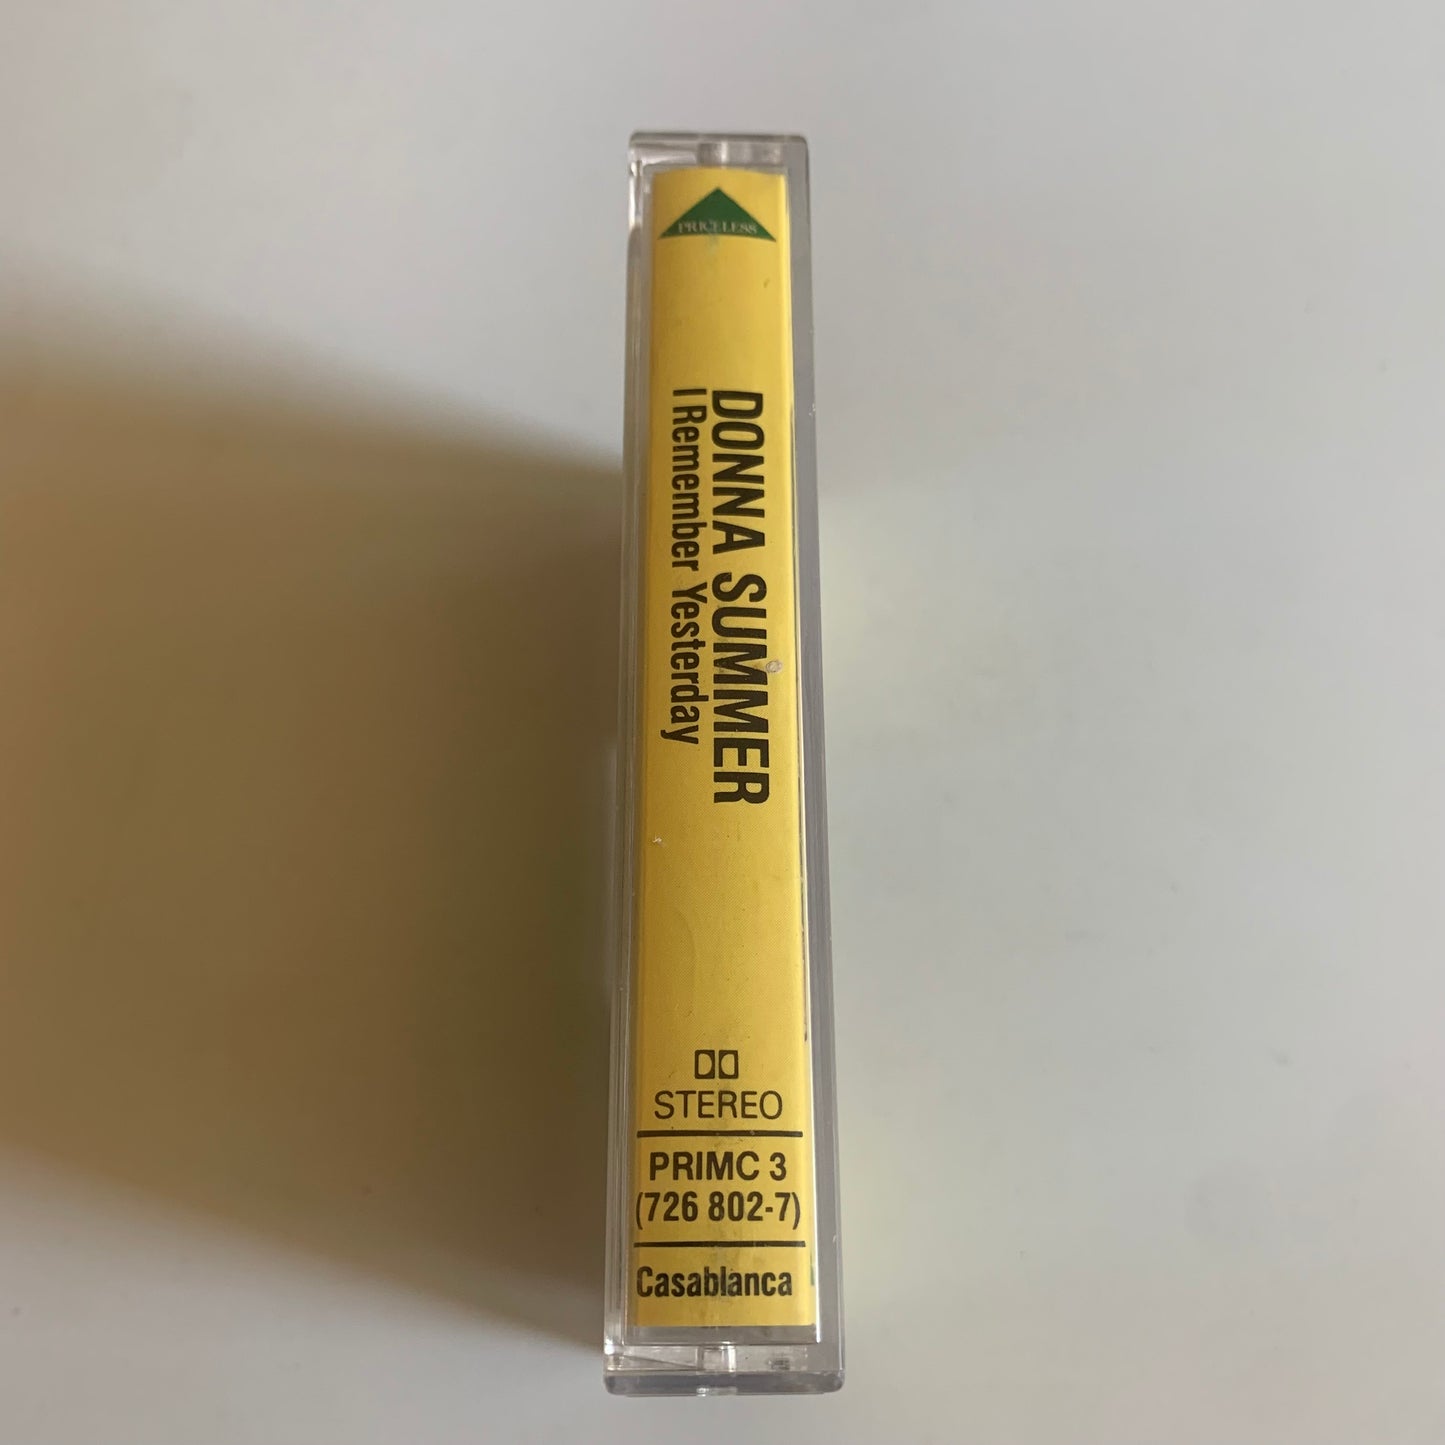 PRICELESS
DONNA SUMMER
I Remember Yesterday
STEREO
PRIMC 3
(726 802-7)
Casablanca